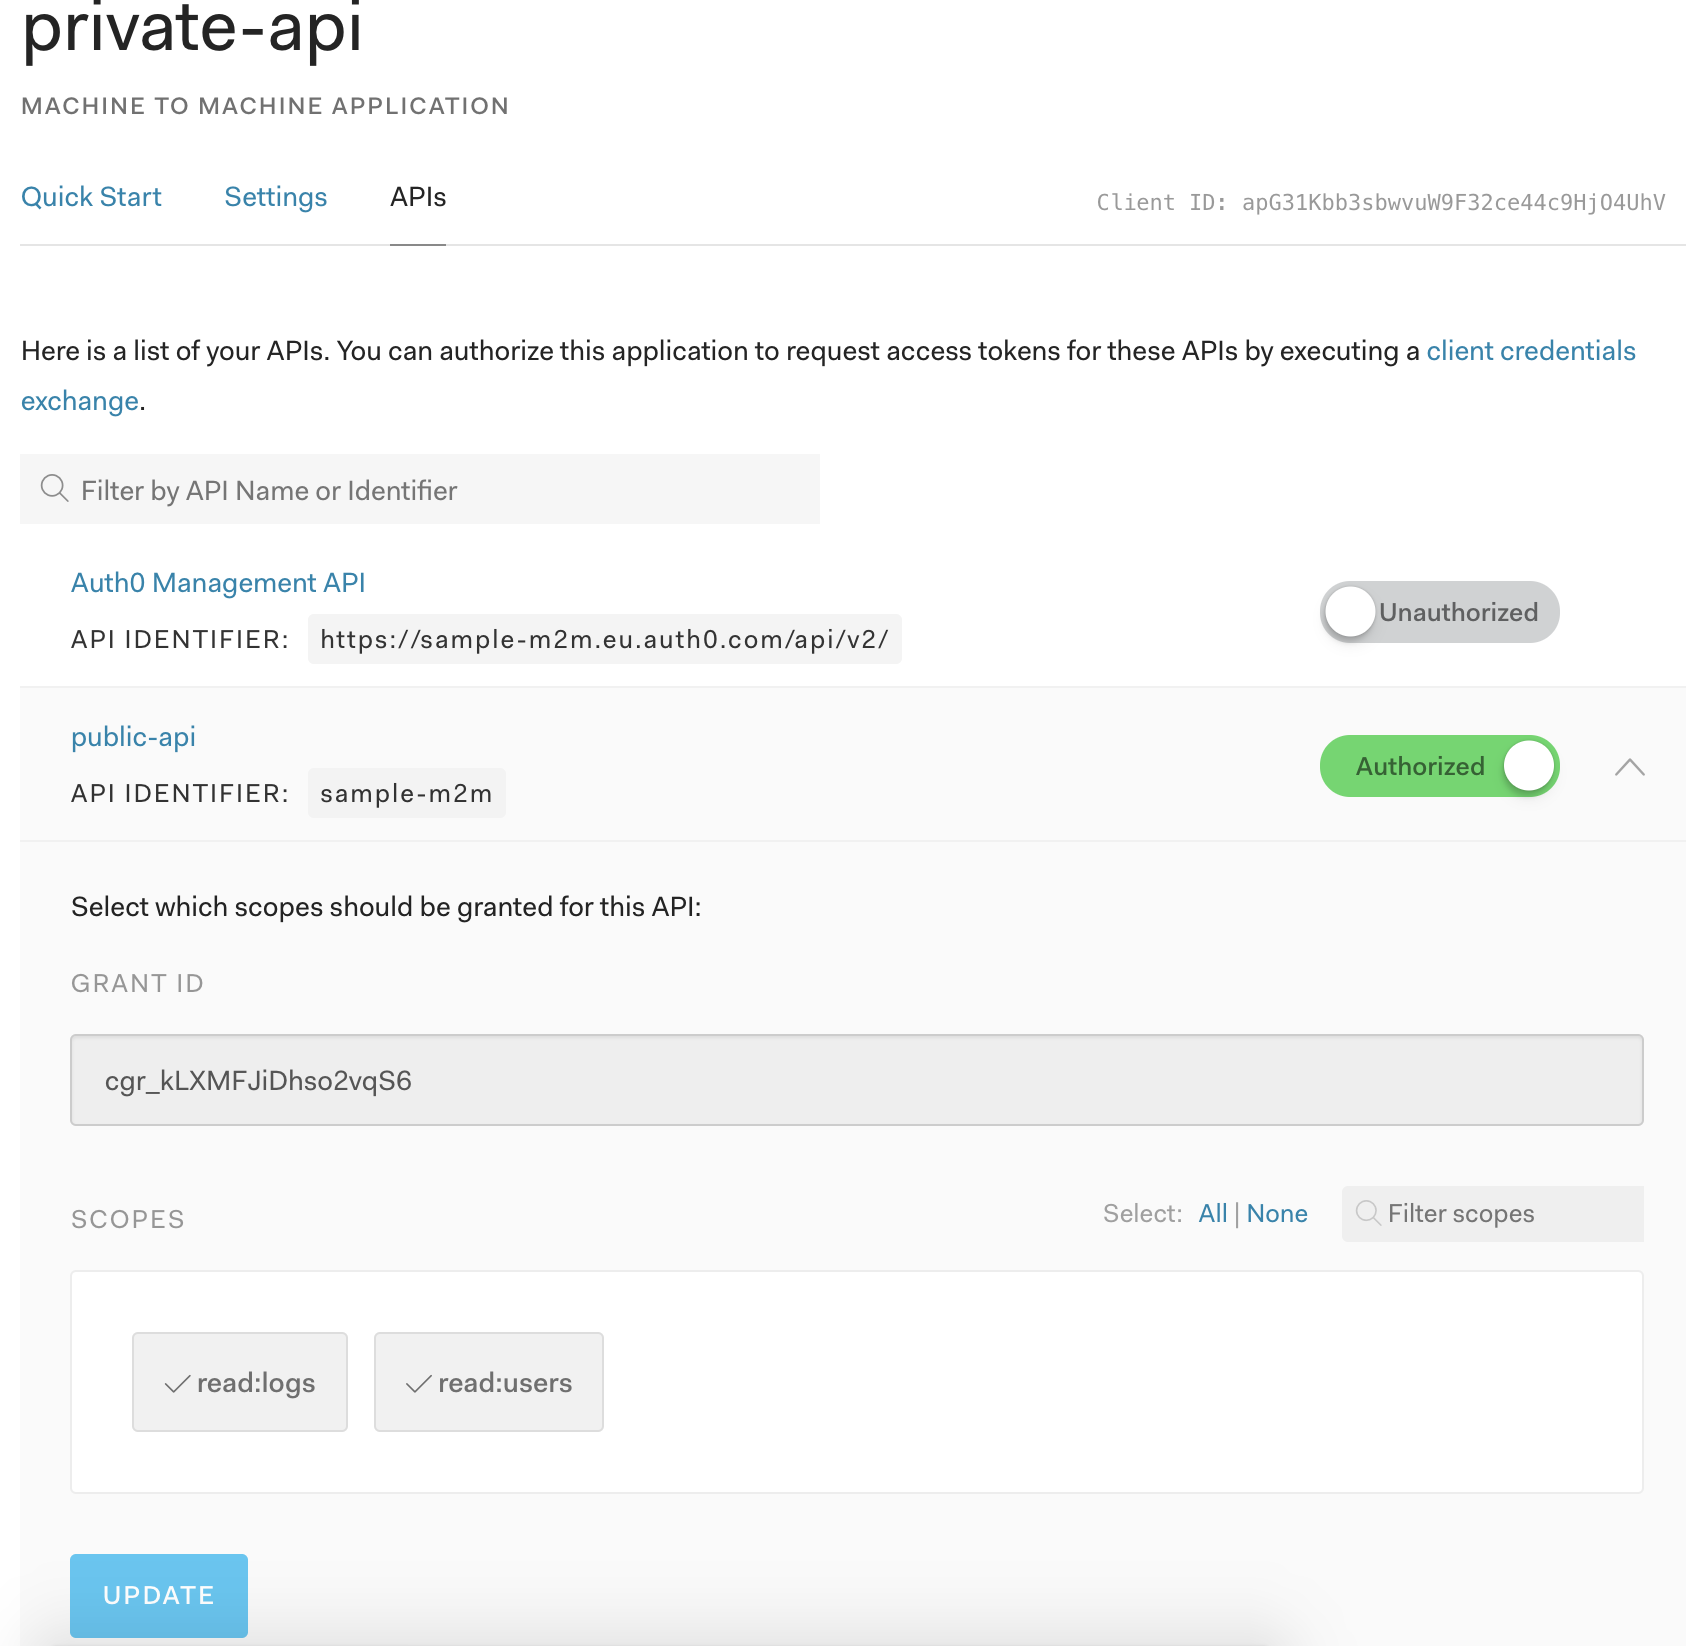 private-api
MACHINE TO MACHINE APPLICATION
Quick Start Settings APIs Client ID: apG31Kbb3sbwvuW9F32ce44c9HjO4UhV
Here is a list of your APIs. You can authorize this application to request access tokens for these APIs by executing a client credentials
exchange.
Filter by API Name or Identifier
Auth0 Management API
Unauthorized
API IDENTIFIER: https://sample-m2m.eu.auth0.com/api/v2/
public-api
Authorized
API IDENTIFIER: sample-m2m
Select which scopes should be granted for this API:
GRANT ID
cgr_kLXMFJiDhso2vqS6
SCOPES Select: All | None Filter scopes
read:logs read:users
UPDATE